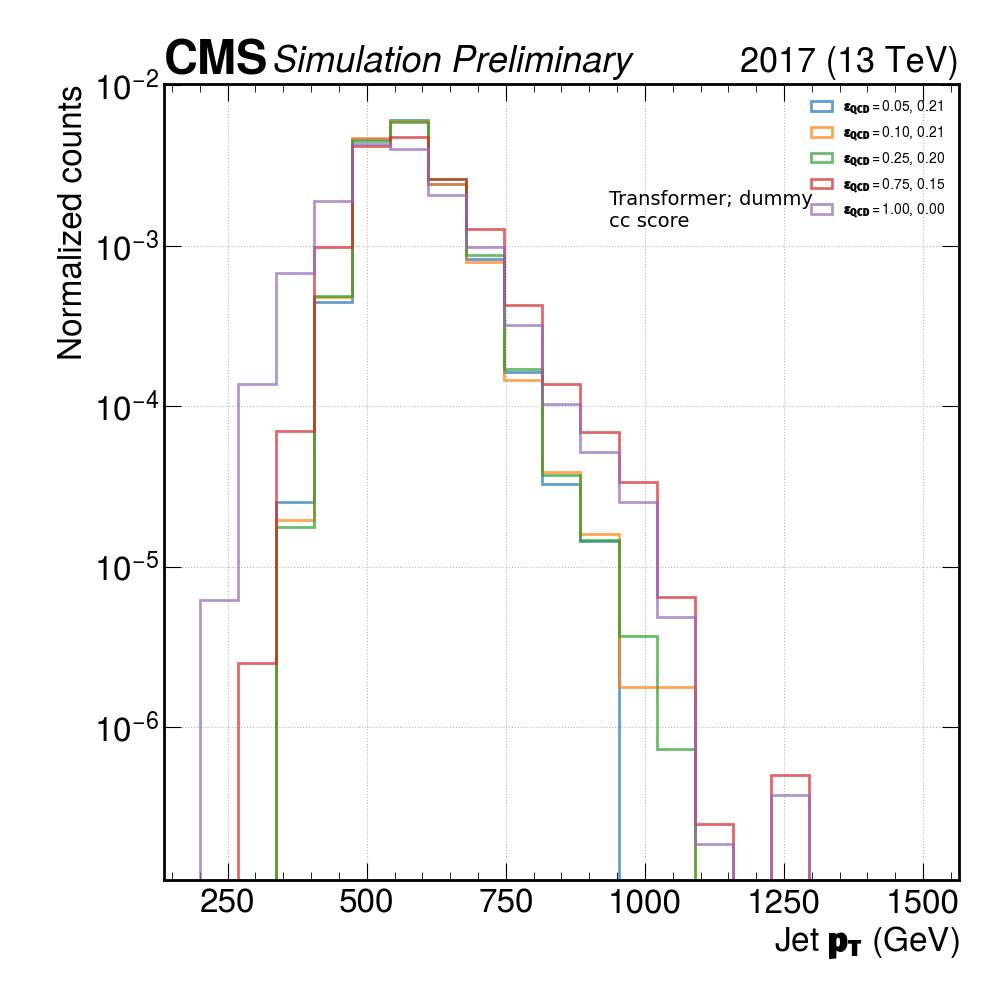 CMS Simulation Preliminary 2017 (13 TeV)
Normalized counts
10⁻²
10⁻³
10⁻⁴
10⁻⁵
10⁻⁶
ε_QCD = 0.05, 0.21
ε_QCD = 0.10, 0.21
ε_QCD = 0.25, 0.20
ε_QCD = 0.75, 0.15
ε_QCD = 1.00, 0.00
Transformer; dummy
cc score
250 500 750 1000 1250 1500
Jet p_T (GeV)